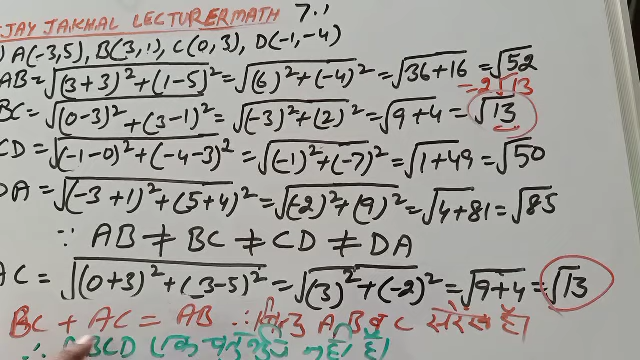 JAY JAKHAL LECTURER MATH 7.1
) A(-3,5), B(3,1), C(0,3), D(-1,-4)
AB=√(3+3)²+(1-5)²=√(6)²+(-4)²=√36+16=√52
=2√13
BC=√(0-3)²+(3-1)²=√(-3)²+(2)²=√9+4=√13
CD=√(-1-0)²+(-4-3)²=√(-1)²+(-7)²=√1+49=√50
DA=√(-3+1)²+(5+4)²=√(-2)²+(9)²=√4+81=√85
∵ AB≠BC≠CD≠DA
AC=√(0+3)²+(3-5)²=√(3)²+(-2)²=√9+4=√13
BC+AC=AB ∴ बिन्दु A B व C सरेख है।
∴ ABCD एक चतुर्भुज नहीं है।